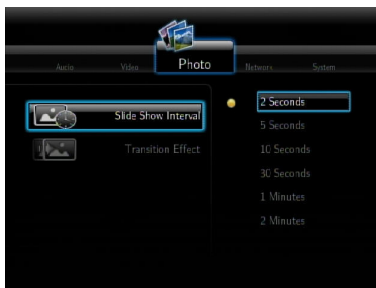 Audio Video Photo Network System
Slide Show Interval
Transition Effect
2 Seconds
5 Seconds
10 Seconds
30 Seconds
1 Minutes
2 Minutes